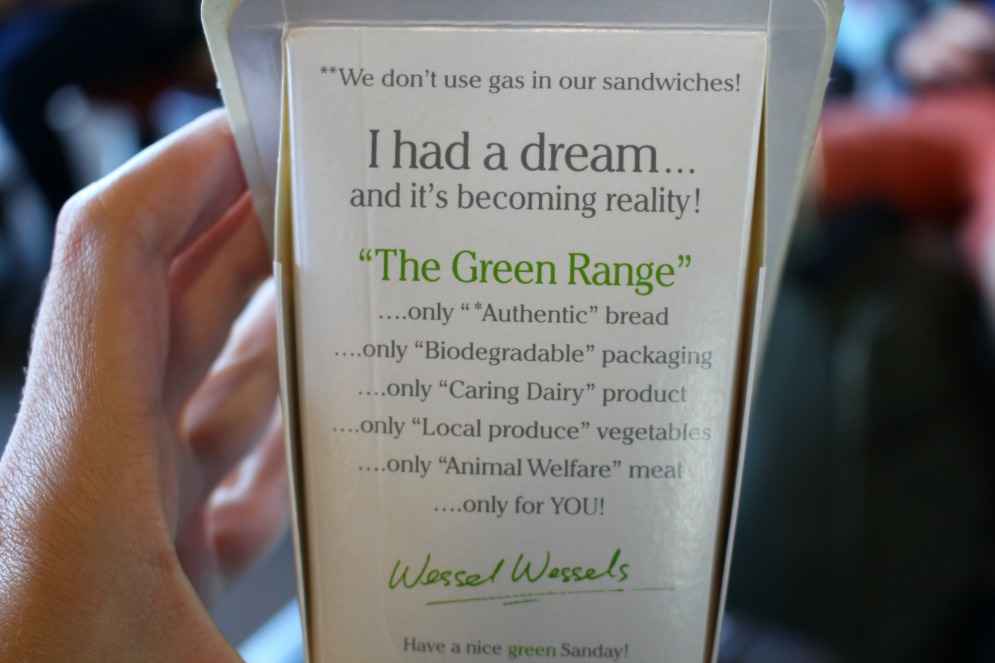 **We don't use gas in our sandwiches!
I had a dream...
and it's becoming reality!
“The Green Range”
....only “*Authentic” bread
....only “Biodegradable” packaging
....only “Caring Dairy” product
....only “Local produce” vegetables
....only “Animal Welfare” meat
....only for YOU!
Wessel Wessels
Have a nice green Sanday!